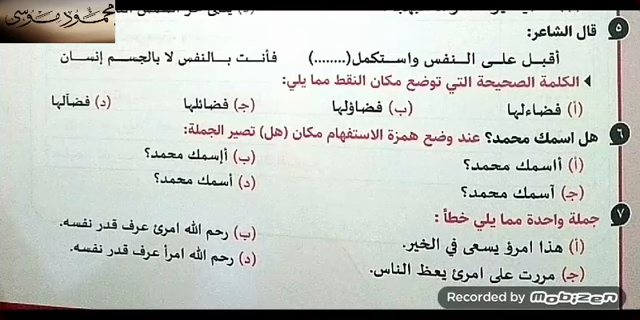 محمود موسى
٥ قال الشاعر:
أقبل على النفس واستكمل (........) فأنت بالنفس لا بالجسم إنسان
◀ الكلمة الصحيحة التي توضع مكان النقط مما يلي:
(أ) فضاءلها (ب) فضاؤلها (ج) فضائلها (د) فضآلها
٦ هل اسمك محمد؟ عند وضع همزة الاستفهام مكان (هل) تصير الجملة:
(أ) أاسمك محمد؟ (ب) أإسمك محمد؟
(ج) آسمك محمد؟ (د) أسمك محمد؟
٧ جملة واحدة مما يلي خطأ:
(أ) هذا امرؤ يسعى في الخير. (ب) رحم الله امرئ عرف قدر نفسه.
(ج) مررت على امرئ يعظ الناس. (د) رحم الله امرأ عرف قدر نفسه.
Recorded by Mobizen